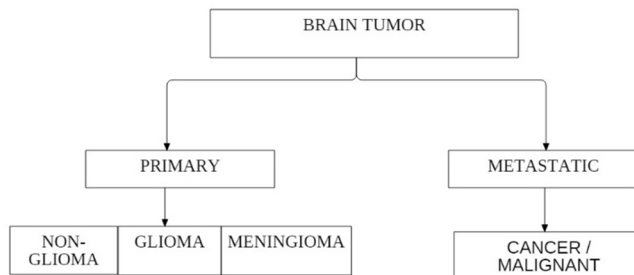 BRAIN TUMOR
PRIMARY
METASTATIC
NON-
GLIOMA
GLIOMA
MENINGIOMA
CANCER /
MALIGNANT